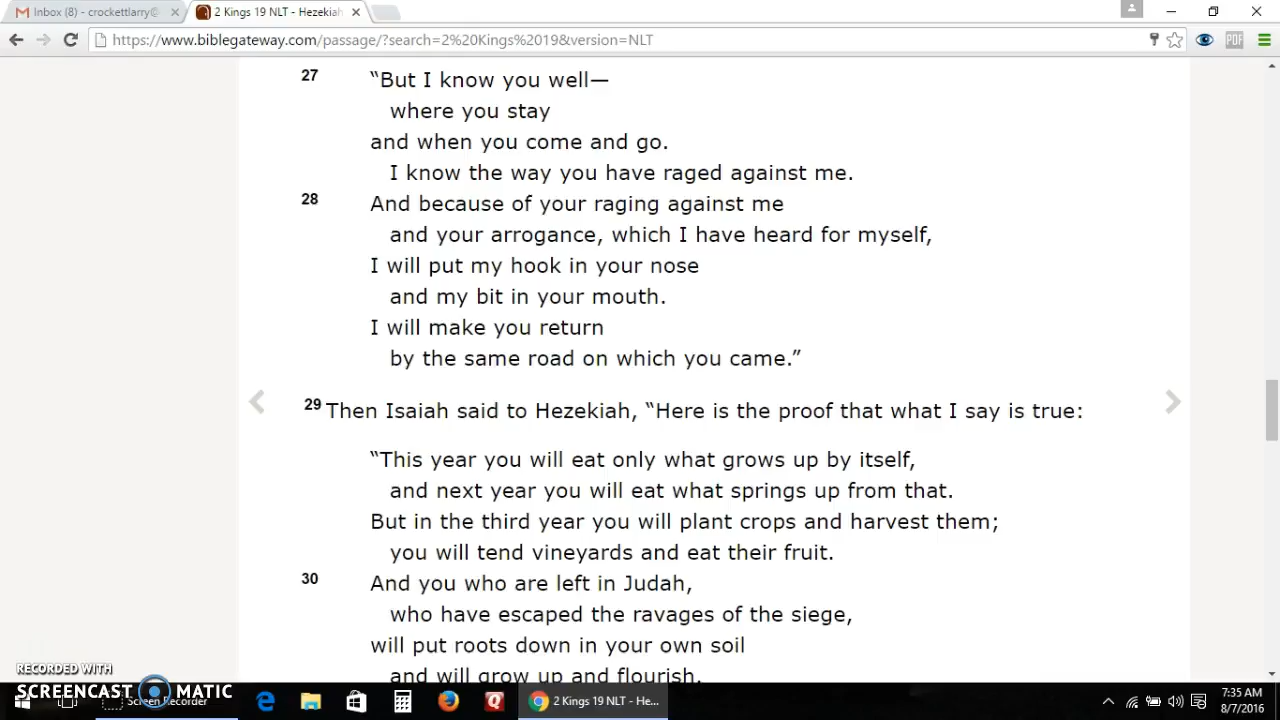 Inbox (8) - crockettlarry@
2 Kings 19 NLT - Hezekiah
https://www.biblegateway.com/passage/?search=2%20Kings%2019&version=NLT
PDF
27 “But I know you well—
where you stay
and when you come and go.
I know the way you have raged against me.
28 And because of your raging against me
and your arrogance, which I have heard for myself,
I will put my hook in your nose
and my bit in your mouth.
I will make you return
by the same road on which you came.”
29 Then Isaiah said to Hezekiah, “Here is the proof that what I say is true:
“This year you will eat only what grows up by itself,
and next year you will eat what springs up from that.
But in the third year you will plant crops and harvest them;
you will tend vineyards and eat their fruit.
30 And you who are left in Judah,
who have escaped the ravages of the siege,
will put roots down in your own soil
and will grow up and flourish.
RECORDED WITH
SCREENCAST MATIC
Screen Recorder
2 Kings 19 NLT - He...
7:35 AM
8/7/2016